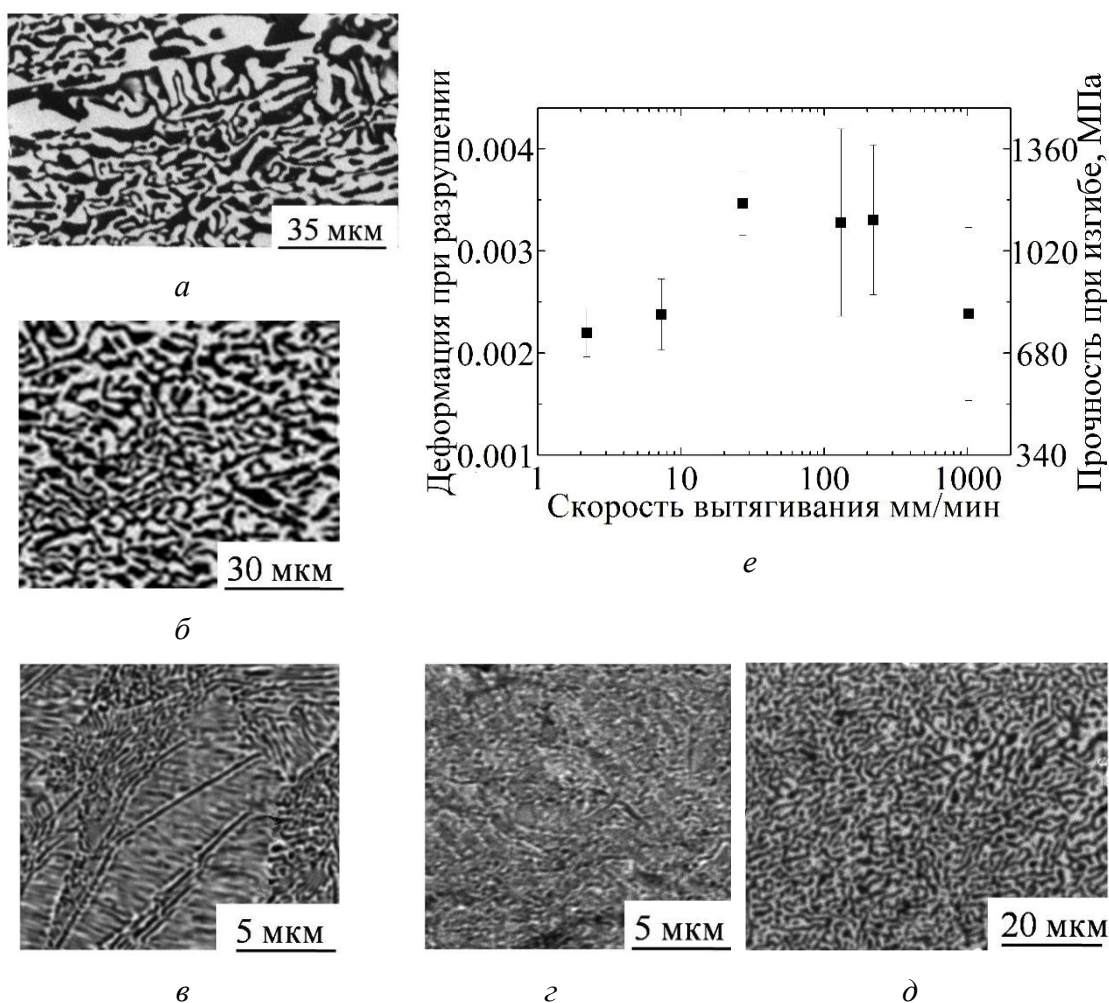 35 мкм
а
30 мкм
б
Деформация при разрушении
0.004
0.003
0.002
0.001
1360
1020
680
340
Прочность при изгибе, МПа
1
10
100
1000
Скорость вытягивания мм/мин
е
5 мкм
в
5 мкм
г
20 мкм
д